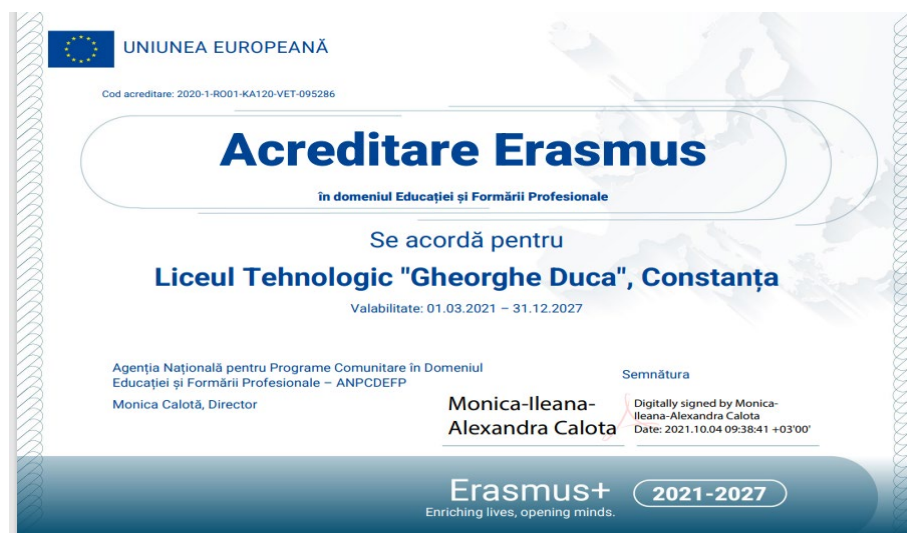 UNIUNEA EUROPEANĂ
Cod acreditare: 2020-1-RO01-KA120-VET-095286
Acreditare Erasmus
în domeniul Educației și Formării Profesionale
Se acordă pentru
Liceul Tehnologic "Gheorghe Duca", Constanța
Valabilitate: 01.03.2021 – 31.12.2027
Agenția Națională pentru Programe Comunitare în Domeniul
Educației și Formării Profesionale – ANPCDEFP
Monica Calotă, Director
Semnătura
Monica-Ileana-
Alexandra Calota
Digitally signed by Monica-
Ileana-Alexandra Calota
Date: 2021.10.04 09:38:41 +03'00'
Erasmus+
Enriching lives, opening minds.
2021-2027